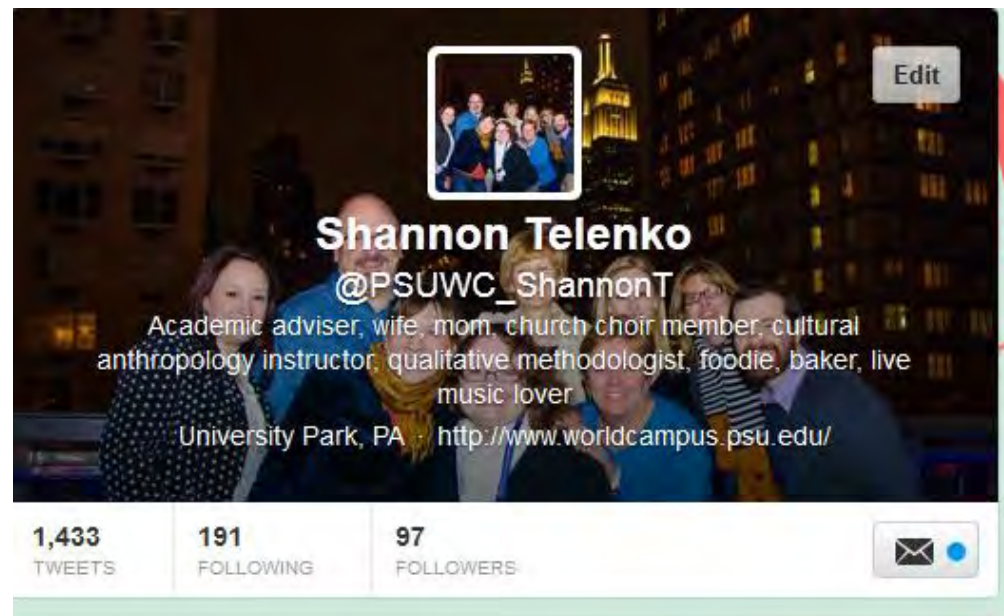 Edit
Shannon Telenko
@PSUWC_ShannonT
Academic adviser, wife, mom, church choir member, cultural
anthropology instructor, qualitative methodologist, foodie, baker, live
music lover
University Park, PA · http://www.worldcampus.psu.edu/
1,433 191 97
TWEETS FOLLOWING FOLLOWERS